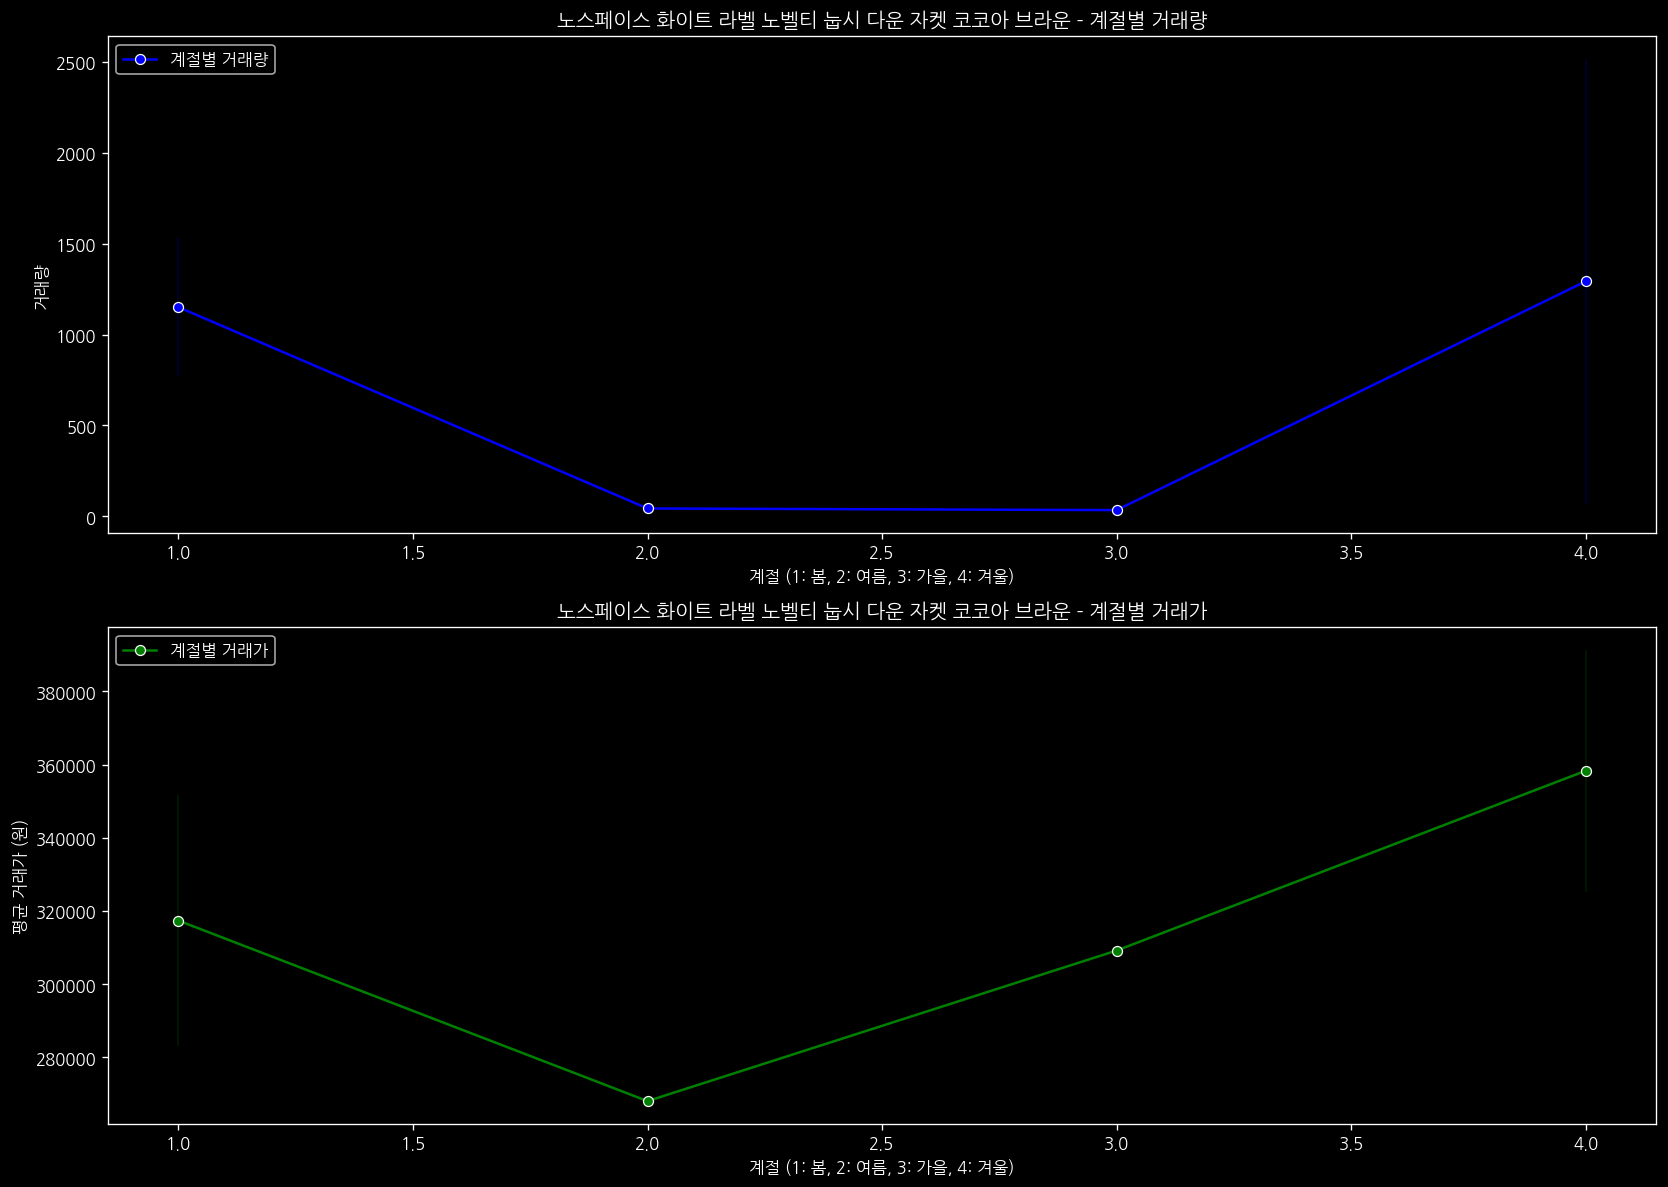 노스페이스 화이트 라벨 노벨티 눕시 다운 자켓 코코아 브라운 - 계절별 거래량
계절별 거래량
거래량
2500
2000
1500
1000
500
0
1.0 1.5 2.0 2.5 3.0 3.5 4.0
계절 (1: 봄, 2: 여름, 3: 가을, 4: 겨울)
노스페이스 화이트 라벨 노벨티 눕시 다운 자켓 코코아 브라운 - 계절별 거래가
계절별 거래가
평균 거래가 (원)
380000
360000
340000
320000
300000
280000
1.0 1.5 2.0 2.5 3.0 3.5 4.0
계절 (1: 봄, 2: 여름, 3: 가을, 4: 겨울)